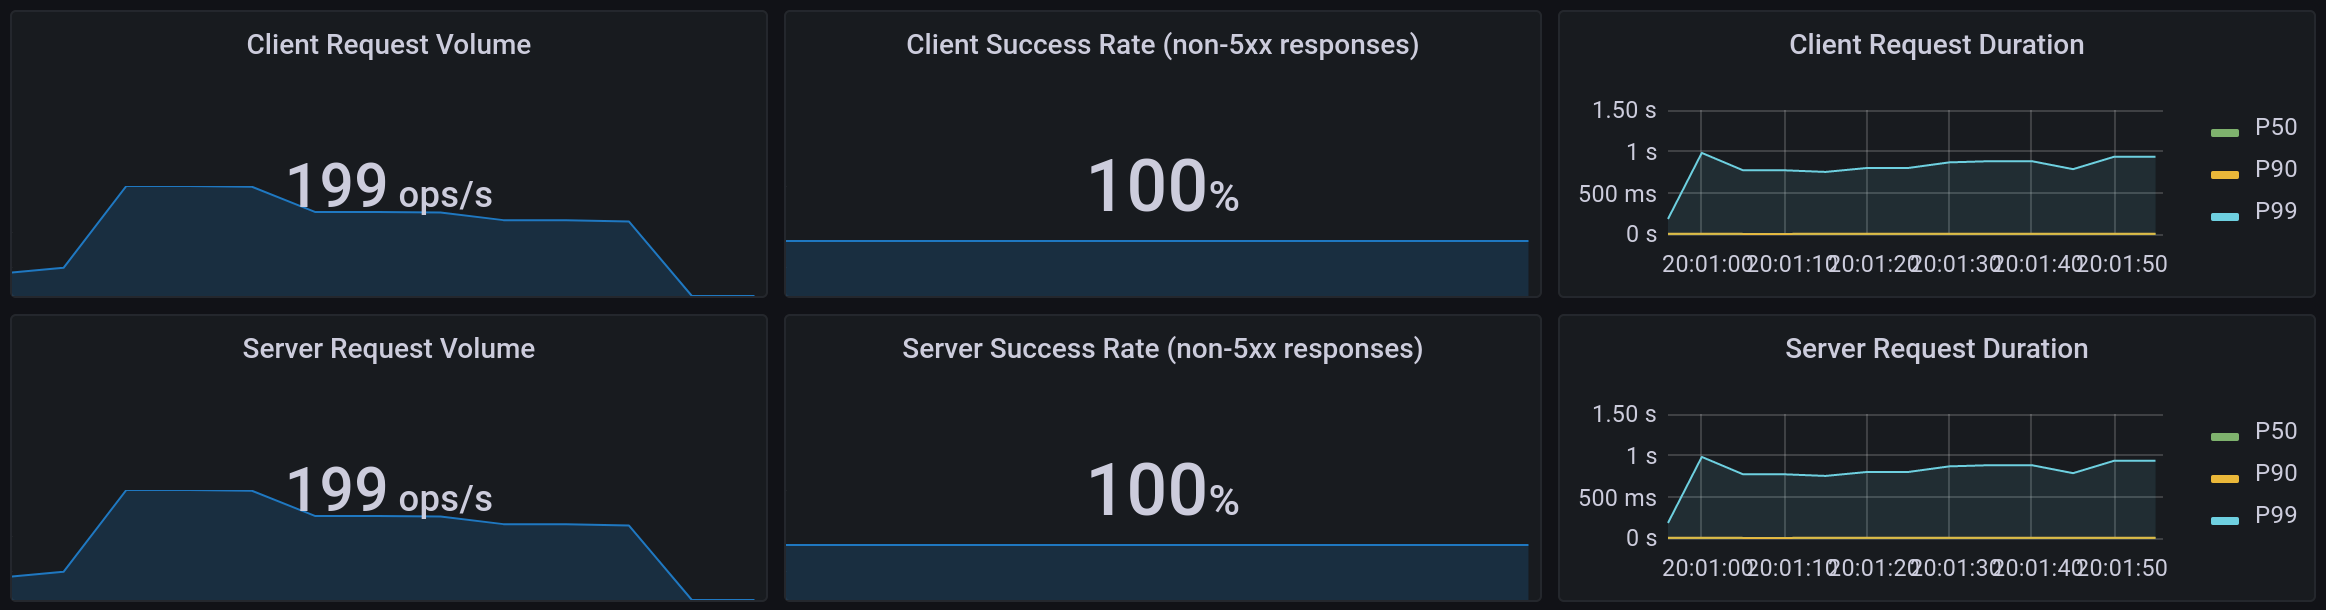 Client Request Volume
199 ops/s
Client Success Rate (non-5xx responses)
100%
Client Request Duration
1.50 s
1 s
500 ms
0 s
20:01:00
20:01:10
20:01:20
20:01:30
20:01:40
20:01:50
P50
P90
P99
Server Request Volume
199 ops/s
Server Success Rate (non-5xx responses)
100%
Server Request Duration
1.50 s
1 s
500 ms
0 s
20:01:00
20:01:10
20:01:20
20:01:30
20:01:40
20:01:50
P50
P90
P99